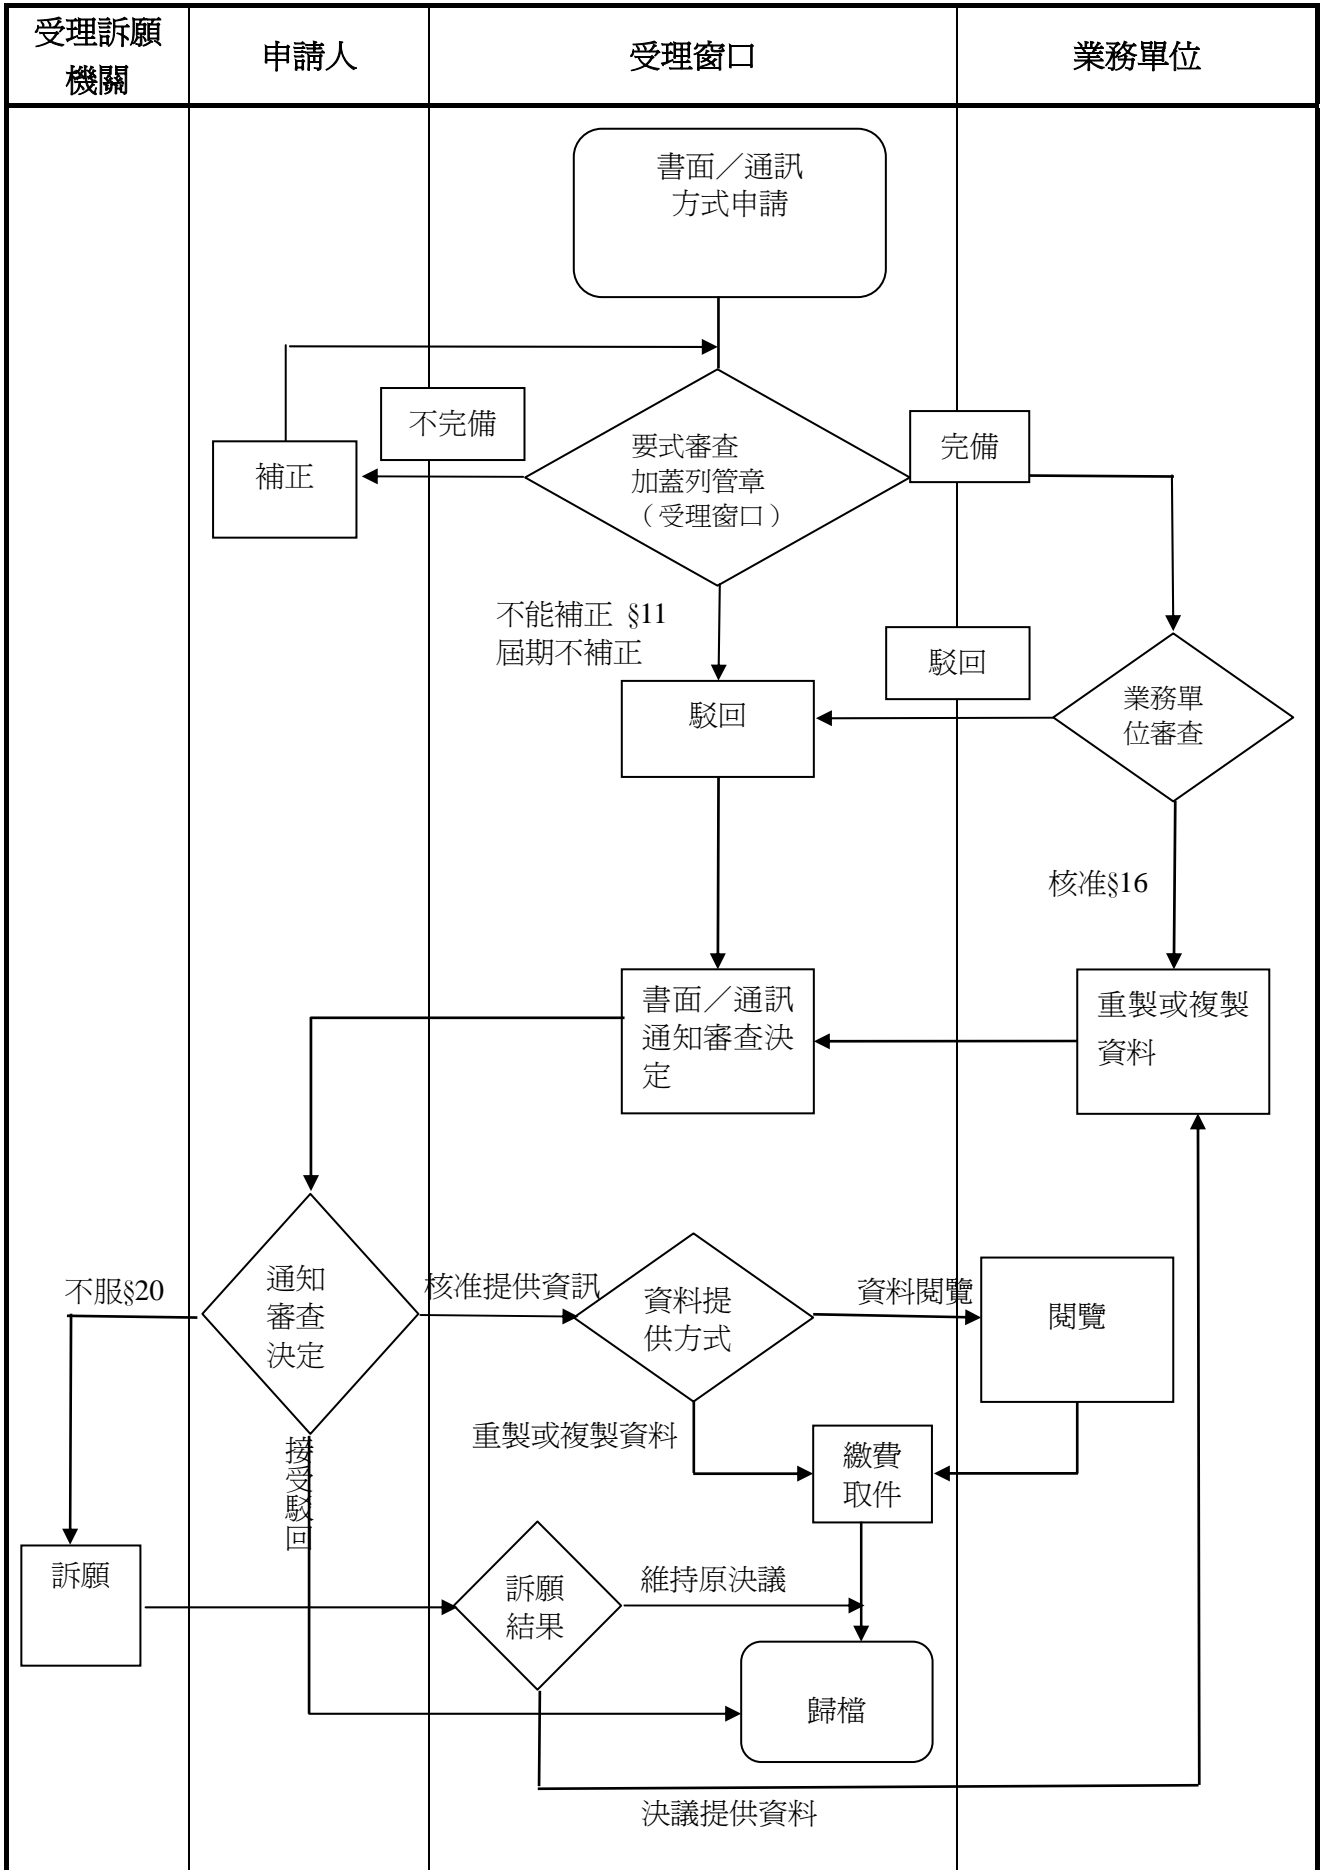 受理訴願
機關
申請人
受理窗口
業務單位
書面／通訊
方式申請
不完備
完備
補正
要式審查
加蓋列管章
（受理窗口）
不能補正 §11
屆期不補正
駁回
駁回
業務單
位審查
核准§16
書面／通訊
通知審查決
定
重製或複製
資料
不服§20
通知
審查
決定
核准提供資訊
資料提
供方式
資料閱覽
閱覽
接受駁回
重製或複製資料
繳費
取件
訴願
訴願
結果
維持原決議
歸檔
決議提供資料